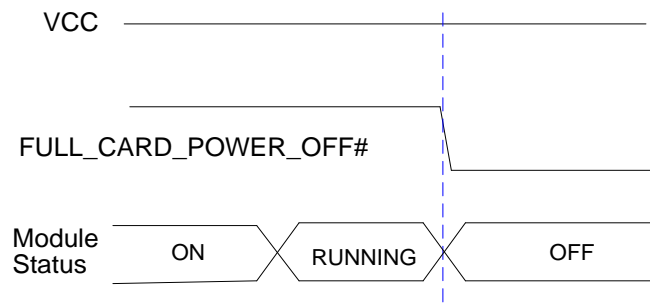 VCC
FULL_CARD_POWER_OFF#
Module
Status
ON
RUNNING
OFF